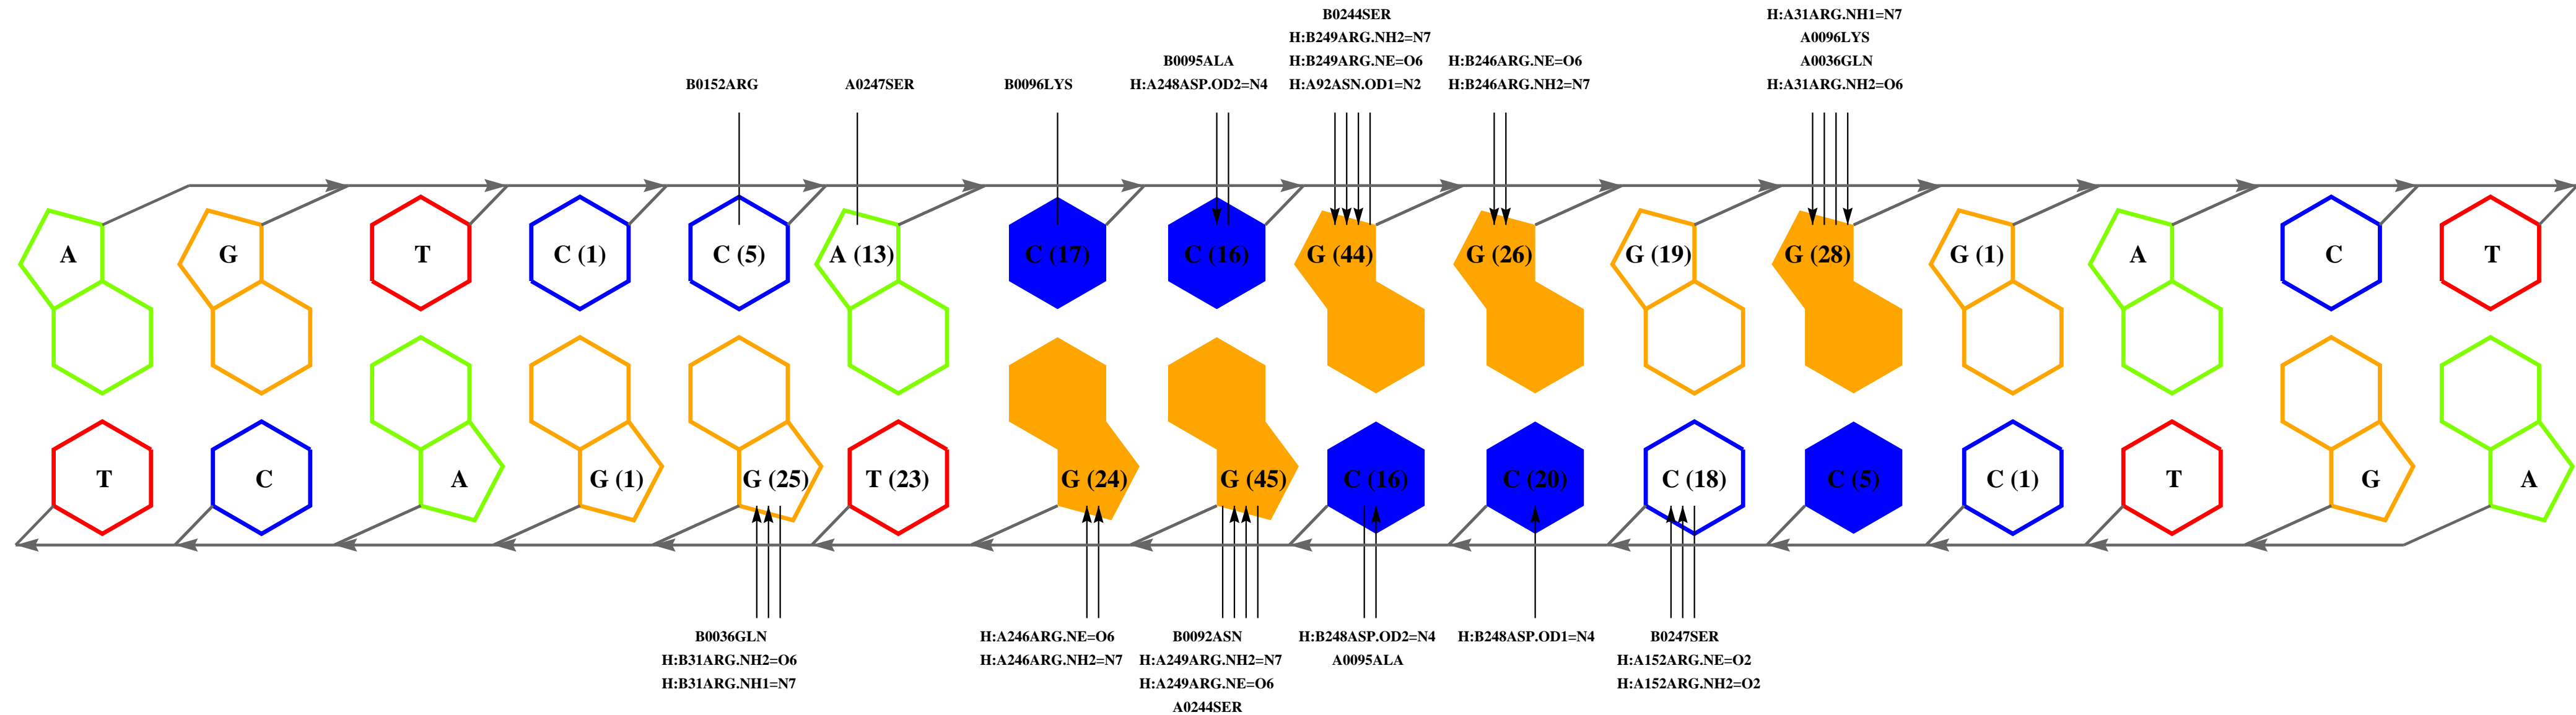 B0244SER
H:B249ARG.NH2=N7
H:B249ARG.NE=O6
H:A92ASN.OD1=N2
H:A31ARG.NH1=N7
A0096LYS
A0036GLN
H:A31ARG.NH2=O6
B0095ALA
H:A248ASP.OD2=N4
H:B246ARG.NE=O6
H:B246ARG.NH2=N7
B0152ARG
A0247SER
B0096LYS
A
G
T
C (1)
C (5)
A (13)
C (17)
C (16)
G (44)
G (26)
G (19)
G (28)
G (1)
A
C
T
T
C
A
G (1)
G (25)
T (23)
G (24)
G (45)
C (16)
C (20)
C (18)
C (5)
C (1)
T
G
A
B0036GLN
H:B31ARG.NH2=O6
H:B31ARG.NH1=N7
H:A246ARG.NE=O6
H:A246ARG.NH2=N7
B0092ASN
H:A249ARG.NH2=N7
H:A249ARG.NE=O6
A0244SER
H:B248ASP.OD2=N4
A0095ALA
H:B248ASP.OD1=N4
B0247SER
H:A152ARG.NE=O2
H:A152ARG.NH2=O2